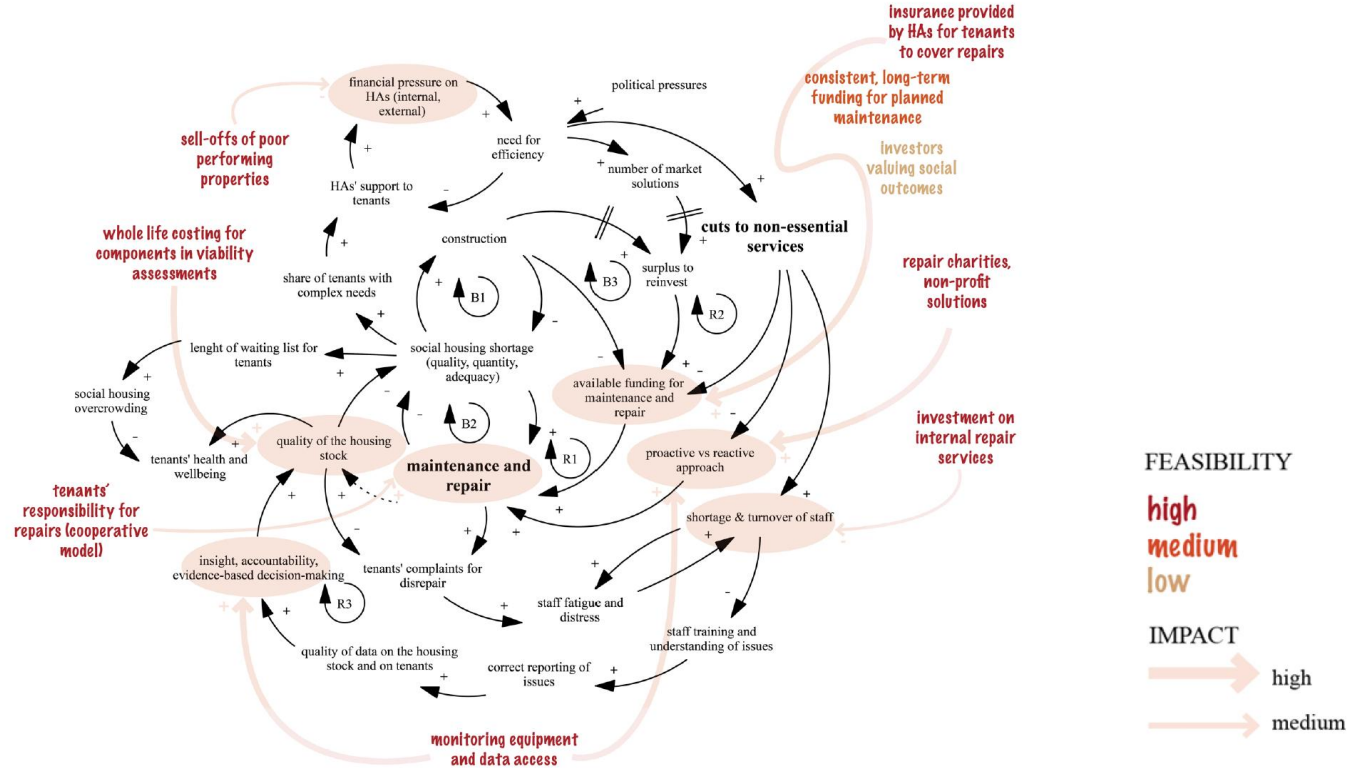 insurance provided
by HAs for tenants
to cover repairs
consistent, long-term
funding for planned
maintenance
investors
valuing social
outcomes
financial pressure on
HAs (internal,
external)
political pressures
+
+
-
need for
efficiency
sell-offs of poor
performing
properties
+
+
number of market
solutions
+
-
HAs' support to
tenants
cuts to non-essential
services
whole life costing for
components in viability
assessments
construction
+
+
+
surplus to
reinvest
repair charities,
non-profit
solutions
share of tenants with
complex needs
+
B1
B3
R2
+
-
lenght of waiting list for
tenants
social housing shortage
(quality, quantity,
adequacy)
+
-
+
-
+
social housing
overcrowding
-
-
available funding for
maintenance and
repair
+
B2
-
investment on
internal repair
services
+
-
+
+
quality of the housing
stock
+
R1
proactive vs reactive
approach
+
tenants' health and
wellbeing
maintenance and
repair
FEASIBILITY
high
medium
low
tenants'
responsibility for
repairs (cooperative
model)
+
+
+
+
+
+
shortage & turnover of staff
-
+
+
+
-
insight, accountability,
evidence-based decision-making
tenants' complaints for
disrepair
+
-
R3
+
+
+
staff fatigue and
distress
IMPACT
high
medium
staff training and
understanding of issues
quality of data on the housing
stock and on tenants
correct reporting of
issues
+
+
monitoring equipment
and data access